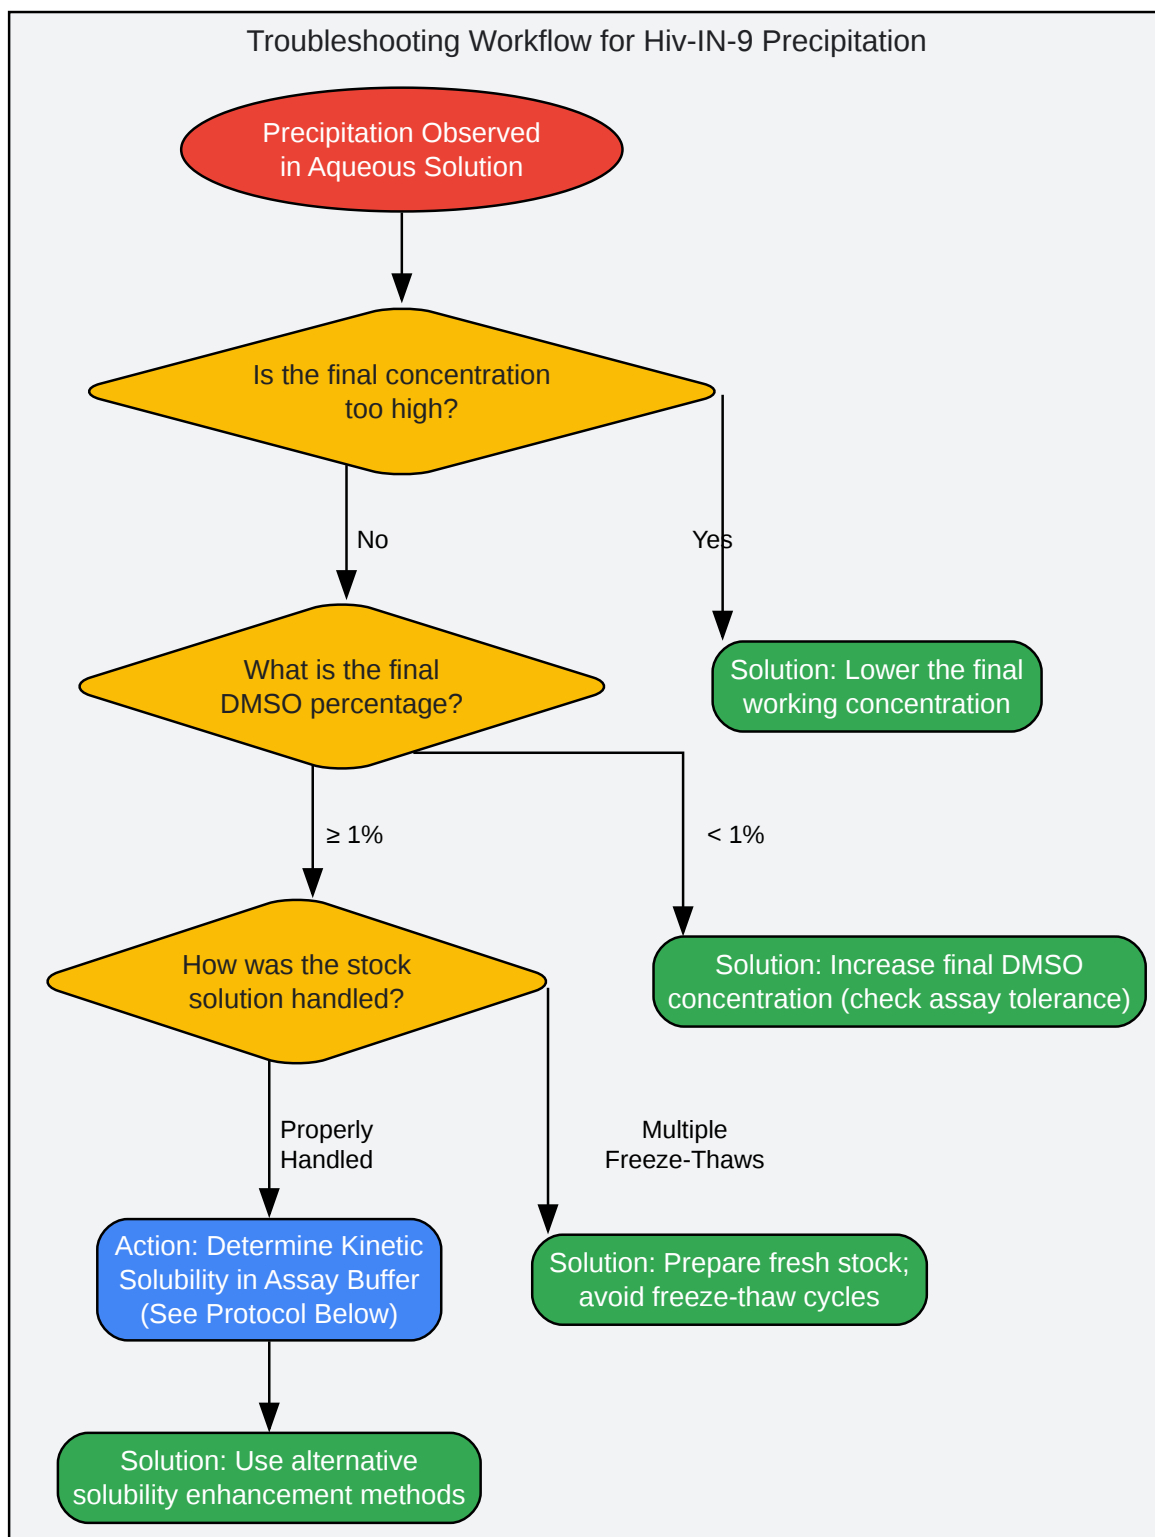 Troubleshooting Workflow for Hiv-IN-9 Precipitation
Precipitation Observed
in Aqueous Solution
Is the final concentration
too high?
No
Yes
What is the final
DMSO percentage?
Solution: Lower the final
working concentration
≥ 1%
< 1%
How was the stock
solution handled?
Solution: Increase final DMSO
concentration (check assay tolerance)
Properly
Handled
Multiple
Freeze-Thaws
Action: Determine Kinetic
Solubility in Assay Buffer
(See Protocol Below)
Solution: Prepare fresh stock;
avoid freeze-thaw cycles
Solution: Use alternative
solubility enhancement methods